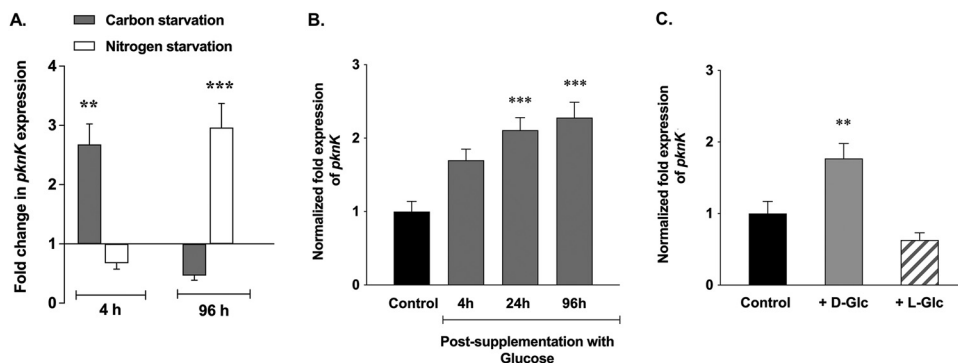 A.
Carbon starvation
Nitrogen starvation
Fold change in pknK expression
4
3
2
1
0
**
***
4 h
96 h
B.
Normalized fold expression
of pknK
3
2
1
0
***
***
Control
4h
24h
96h
Post-supplementation with
Glucose
C.
Normalized fold expression
of pknK
3
2
1
0
**
Control
+ D-Glc
+ L-Glc